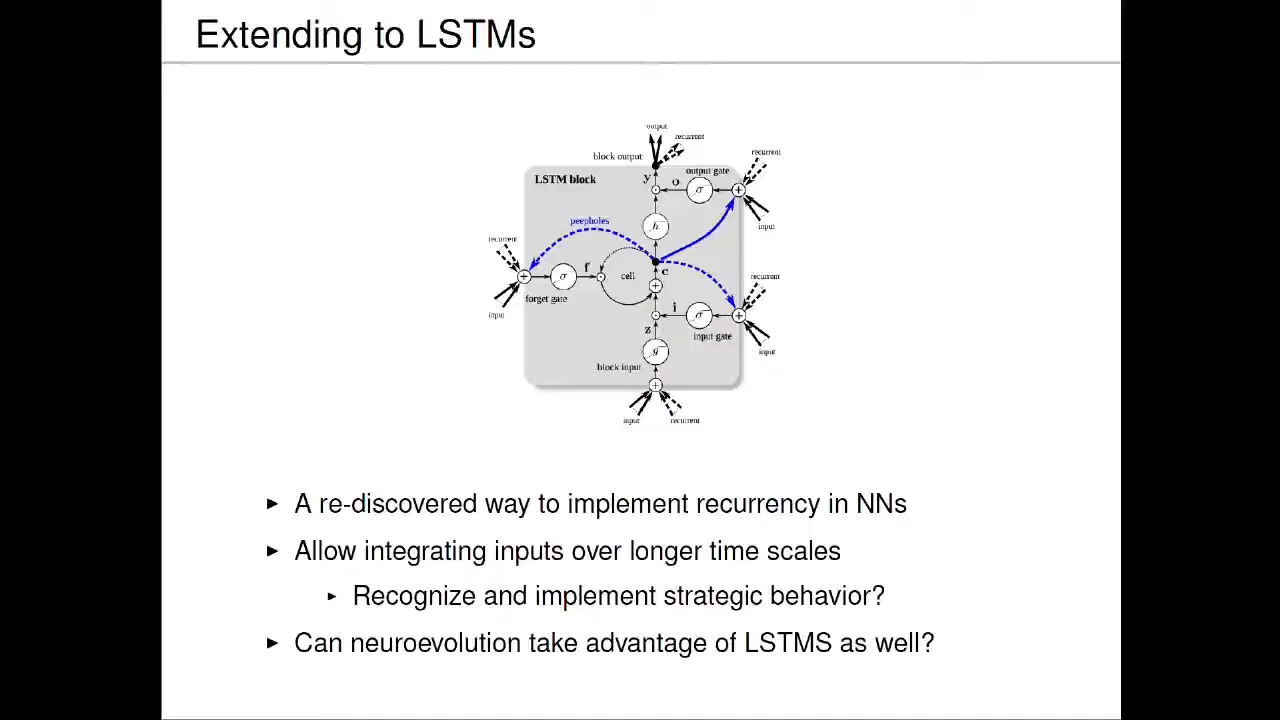 Extending to LSTMs
output
recurrent
block output
recurrent
LSTM block
y
o
output gate
σ
+
h
input
peepholes
recurrent
+
σ
f
cell
c
recurrent
forget gate
+
input
i
σ
+
z
input gate
g
input
block input
+
input
recurrent
A re-discovered way to implement recurrency in NNs
Allow integrating inputs over longer time scales
Recognize and implement strategic behavior?
Can neuroevolution take advantage of LSTMS as well?